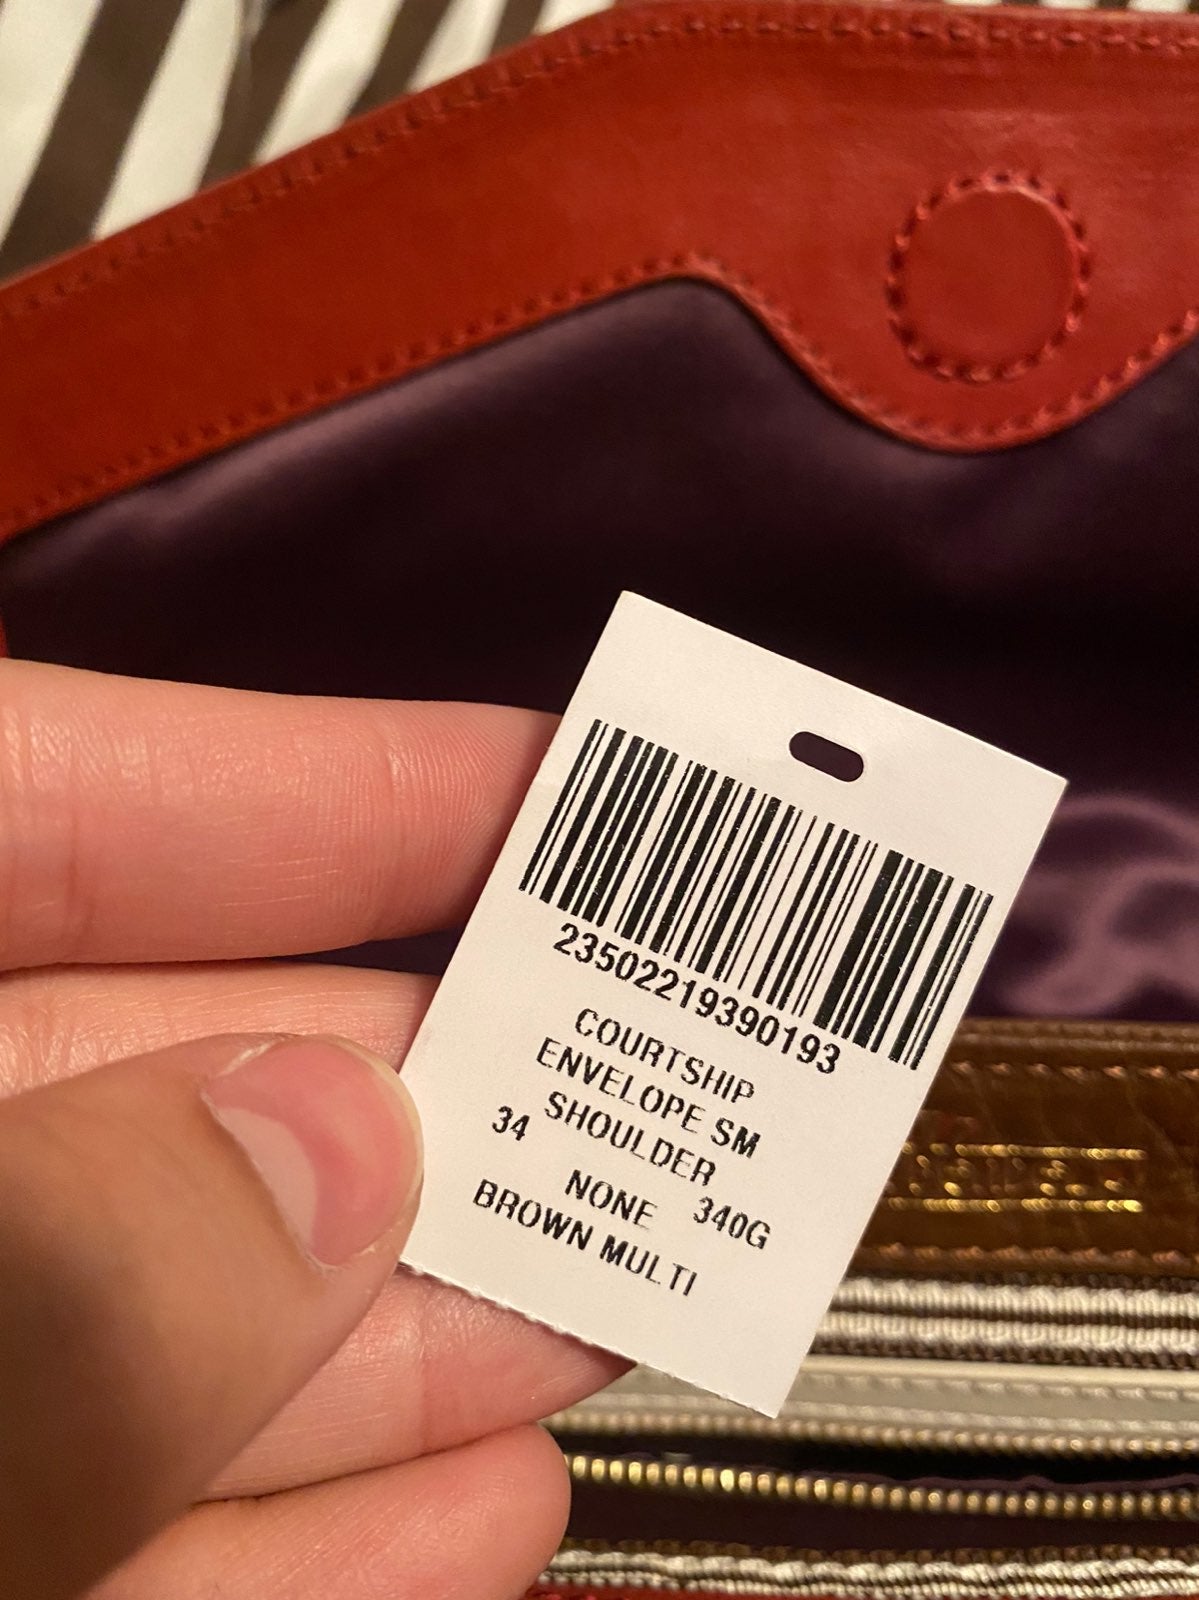 23502219390193
COURTSHIP
ENVELOPE SM
SHOULDER
34 NONE 340G
BROWN MULTI